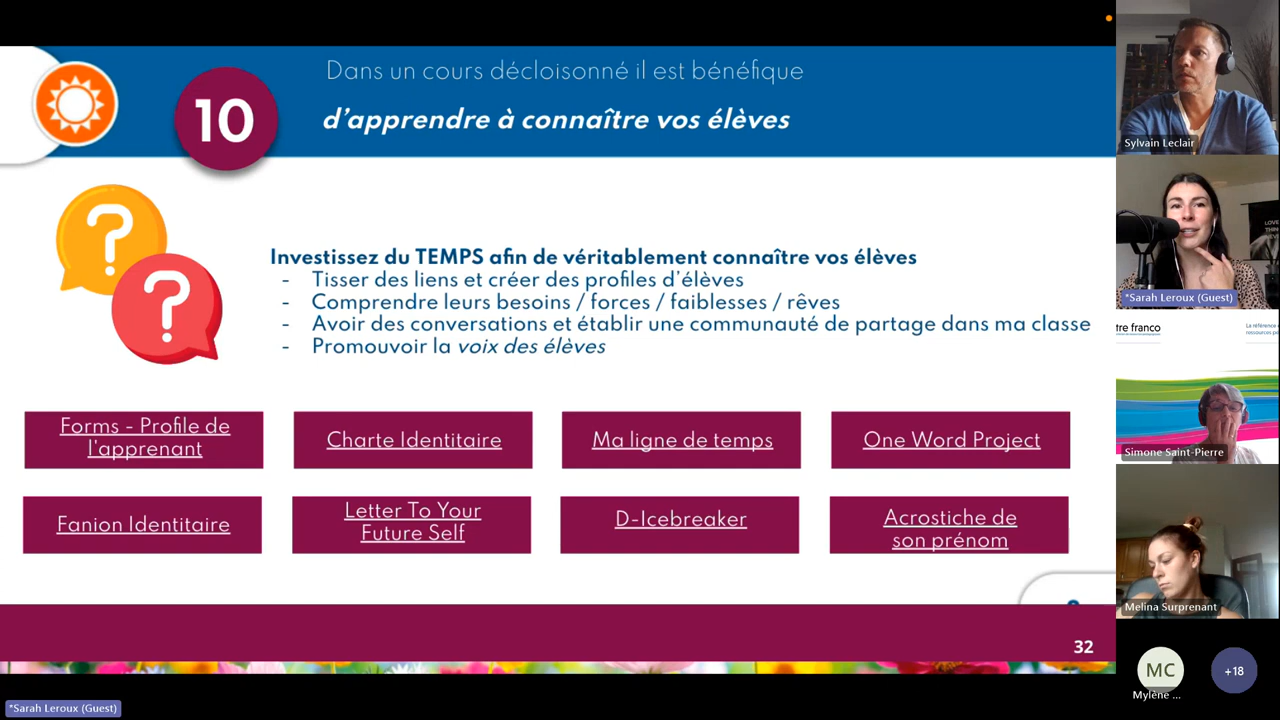 Dans un cours décloisonné il est bénéfique
10
d'apprendre à connaître vos élèves
Investissez du TEMPS afin de véritablement connaître vos élèves
- Tisser des liens et créer des profiles d'élèves
- Comprendre leurs besoins / forces / faiblesses / rêves
- Avoir des conversations et établir une communauté de partage dans ma classe
- Promouvoir la voix des élèves
Forms - Profile de
l'apprenant
Charte Identitaire
Ma ligne de temps
One Word Project
Fanion Identitaire
Letter To Your
Future Self
D-Icebreaker
Acrostiche de
son prénom
32
Sylvain Leclair
*Sarah Leroux (Guest)
tre franco
La référence
Simone Saint-Pierre
Melina Surprenant
MC
Mylène ...
+18
*Sarah Leroux (Guest)